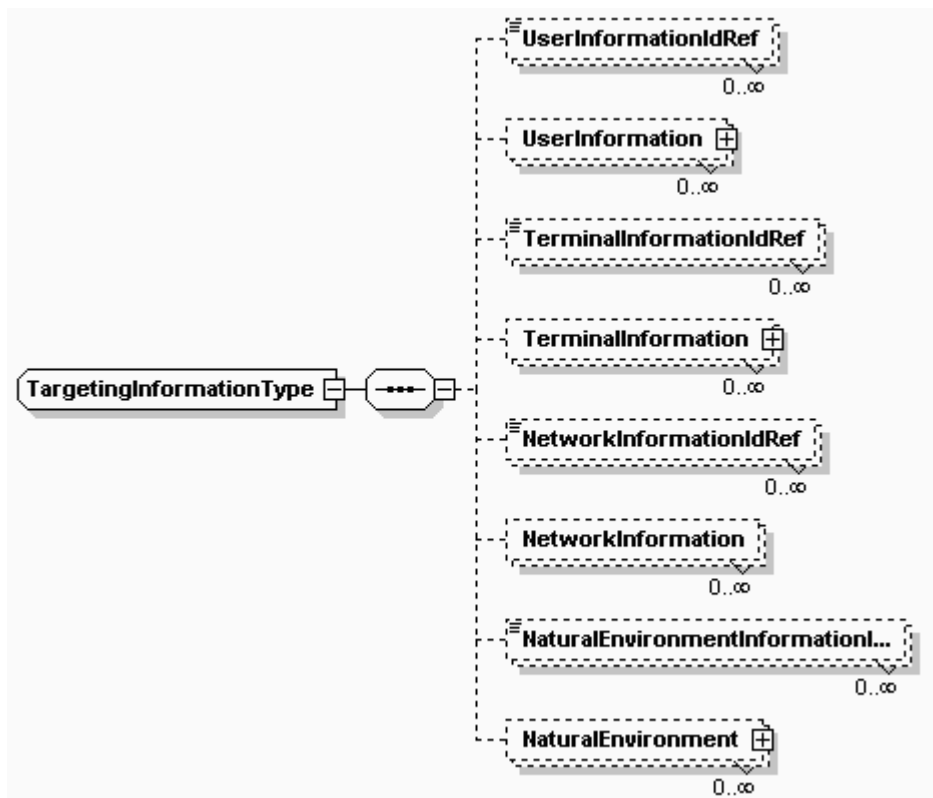 UserInformationIdRef
0..∞
UserInformation
0..∞
TerminalInformationIdRef
0..∞
TerminalInformation
0..∞
TargetingInformationType
NetworkInformationIdRef
0..∞
NetworkInformation
0..∞
NaturalEnvironmentInformationI...
0..∞
NaturalEnvironment
0..∞